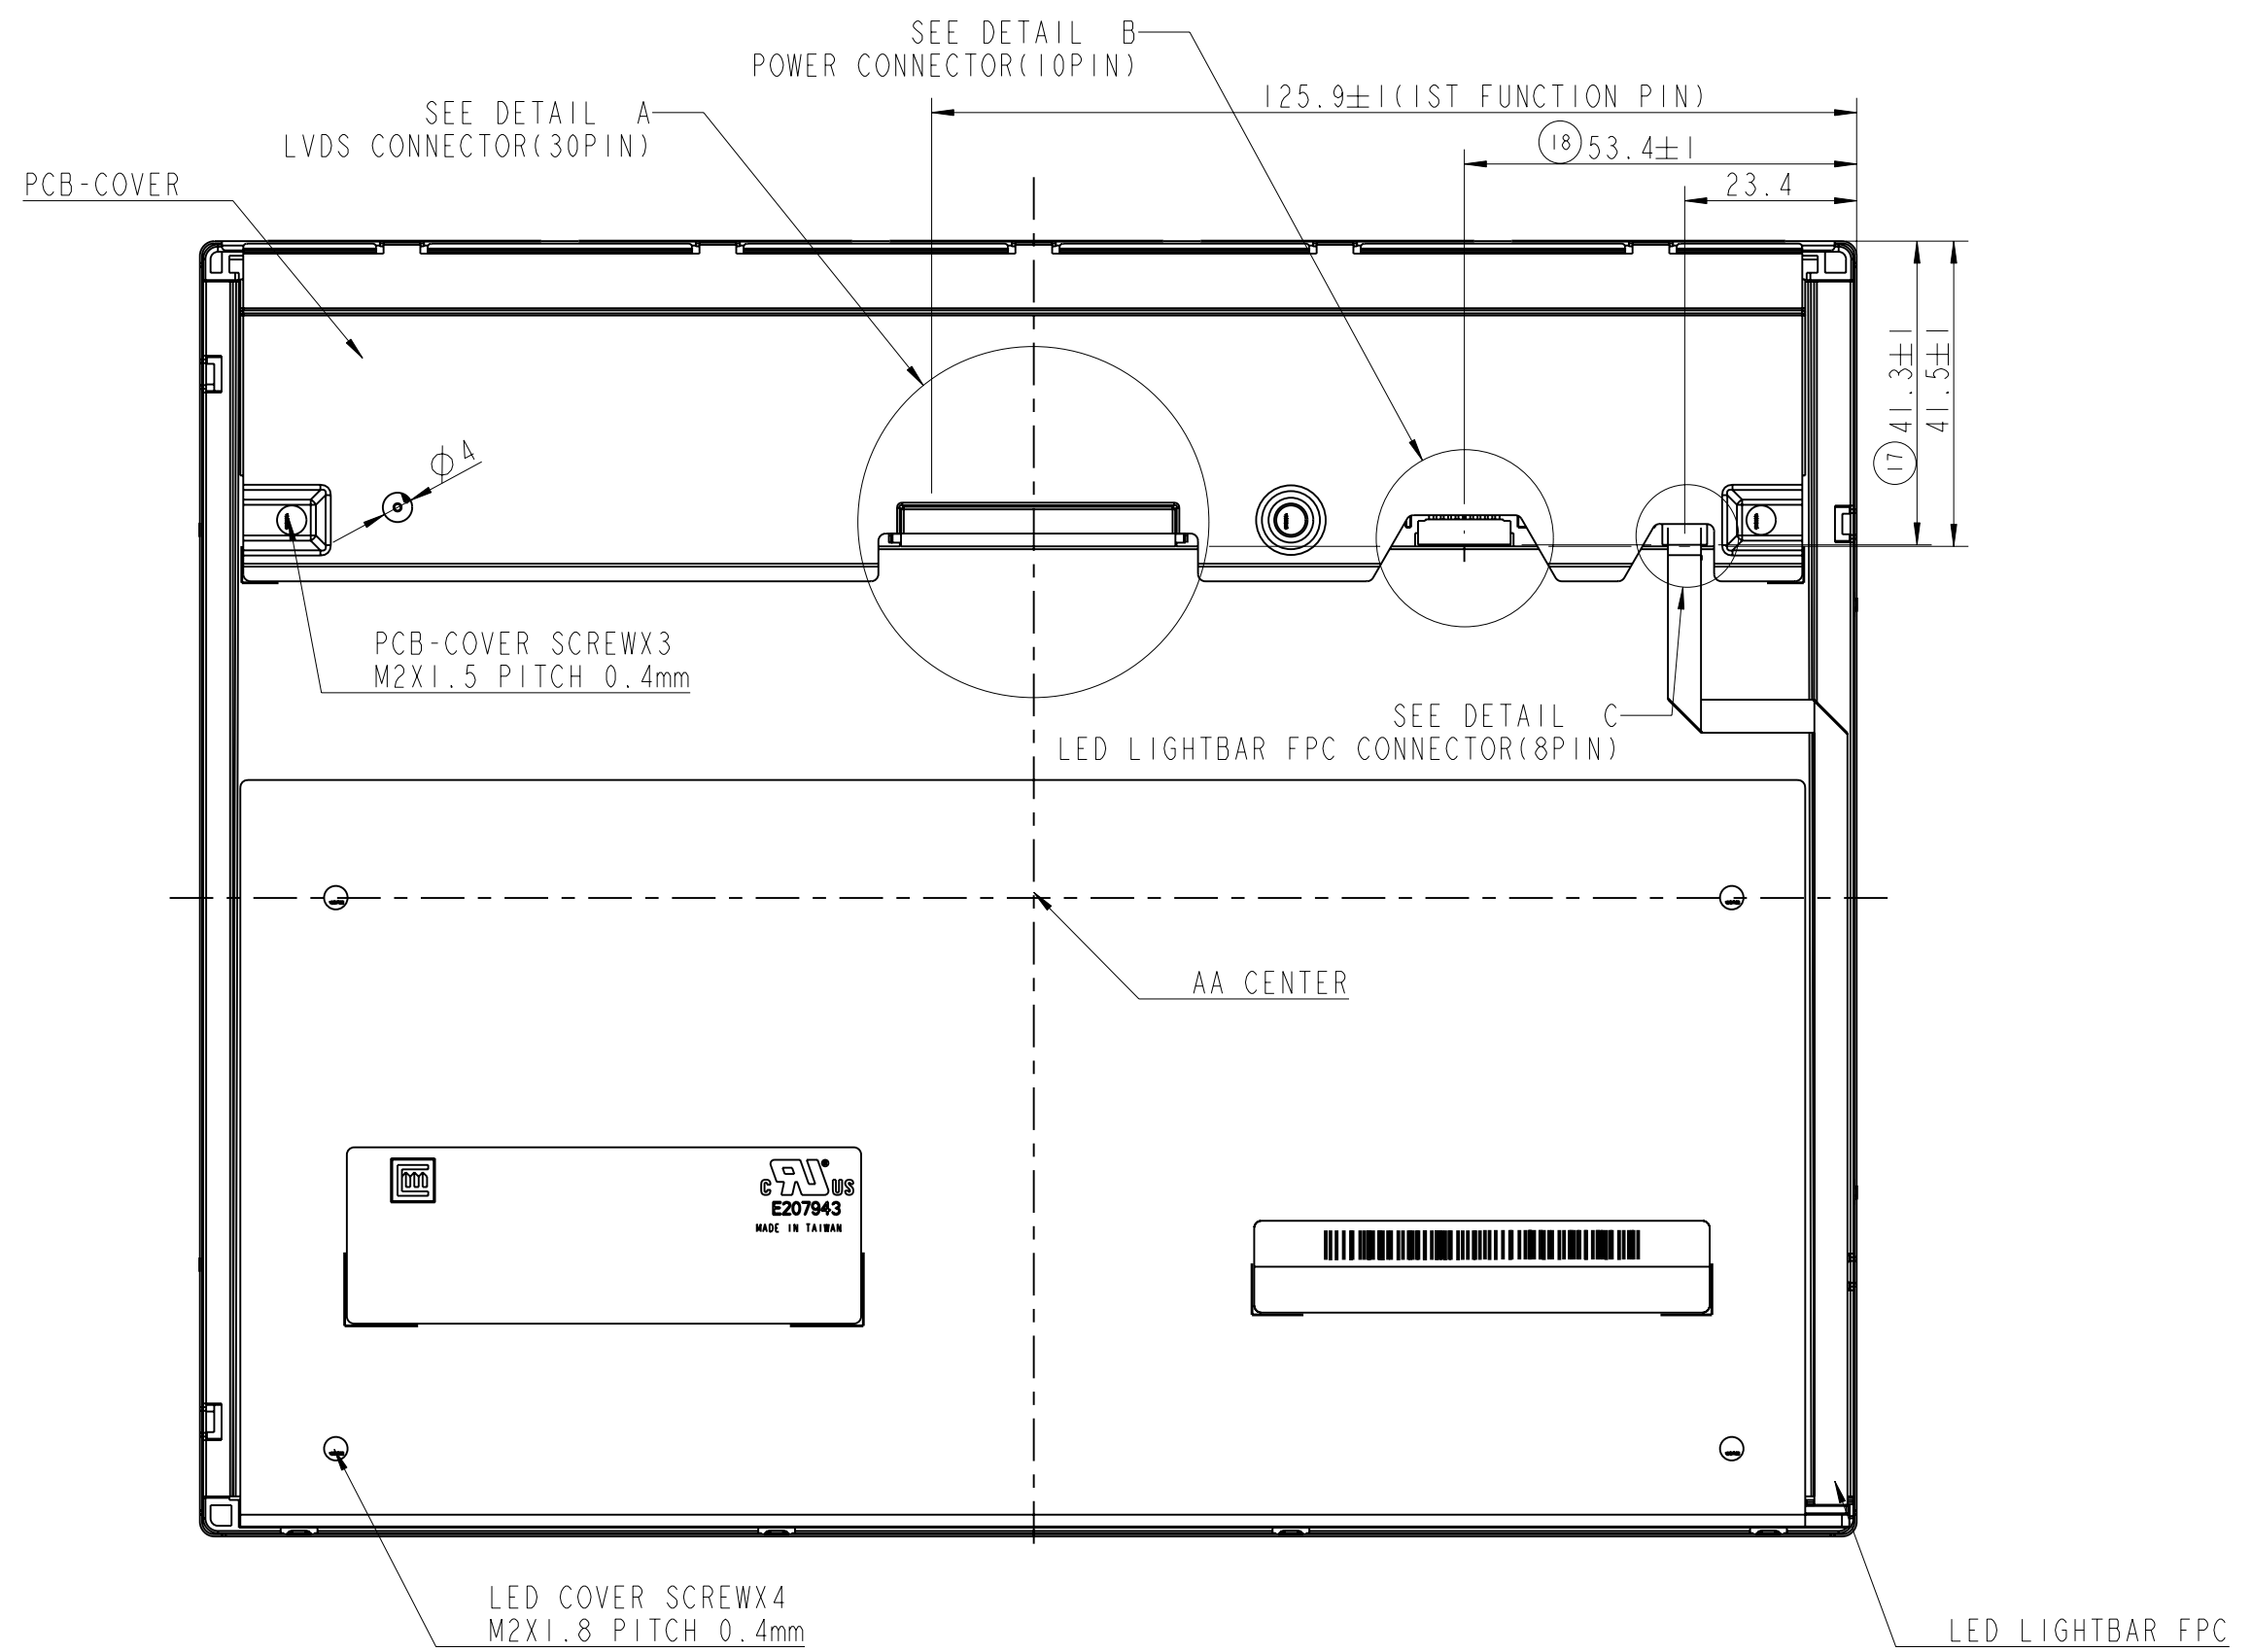 SEE DETAIL B
POWER CONNECTOR(10PIN)
125.9±1(1ST FUNCTION PIN)
SEE DETAIL A
LVDS CONNECTOR(30PIN)
18 53.4±1
PCB-COVER
23.4
17 41.3±1
41.5±1
Φ4
PCB-COVER SCREWX3
M2X1.5 PITCH 0.4mm
SEE DETAIL C
LED LIGHTBAR FPC CONNECTOR(8PIN)
AA CENTER
C RU ® US
E207943
MADE IN TAIWAN
LED COVER SCREWX4
M2X1.8 PITCH 0.4mm
LED LIGHTBAR FPC